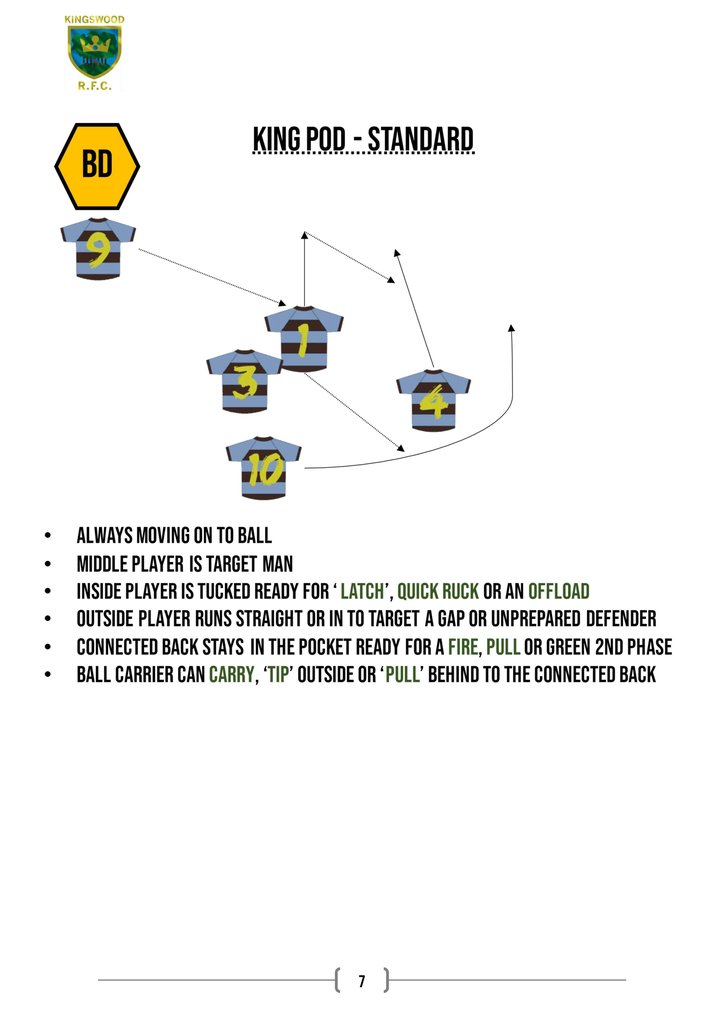 KINGSWOOD
R.F.C.
KING POD - STANDARD
BD
9
1
3
4
10
• ALWAYS MOVING ON TO BALL
• MIDDLE PLAYER IS TARGET MAN
• INSIDE PLAYER IS TUCKED READY FOR ‘ LATCH’, QUICK RUCK OR AN OFFLOAD
• OUTSIDE PLAYER RUNS STRAIGHT OR IN TO TARGET A GAP OR UNPREPARED DEFENDER
• CONNECTED BACK STAYS IN THE POCKET READY FOR A FIRE, PULL OR GREEN 2ND PHASE
• BALL CARRIER CAN CARRY, ‘TIP’ OUTSIDE OR ‘PULL’ BEHIND TO THE CONNECTED BACK
7